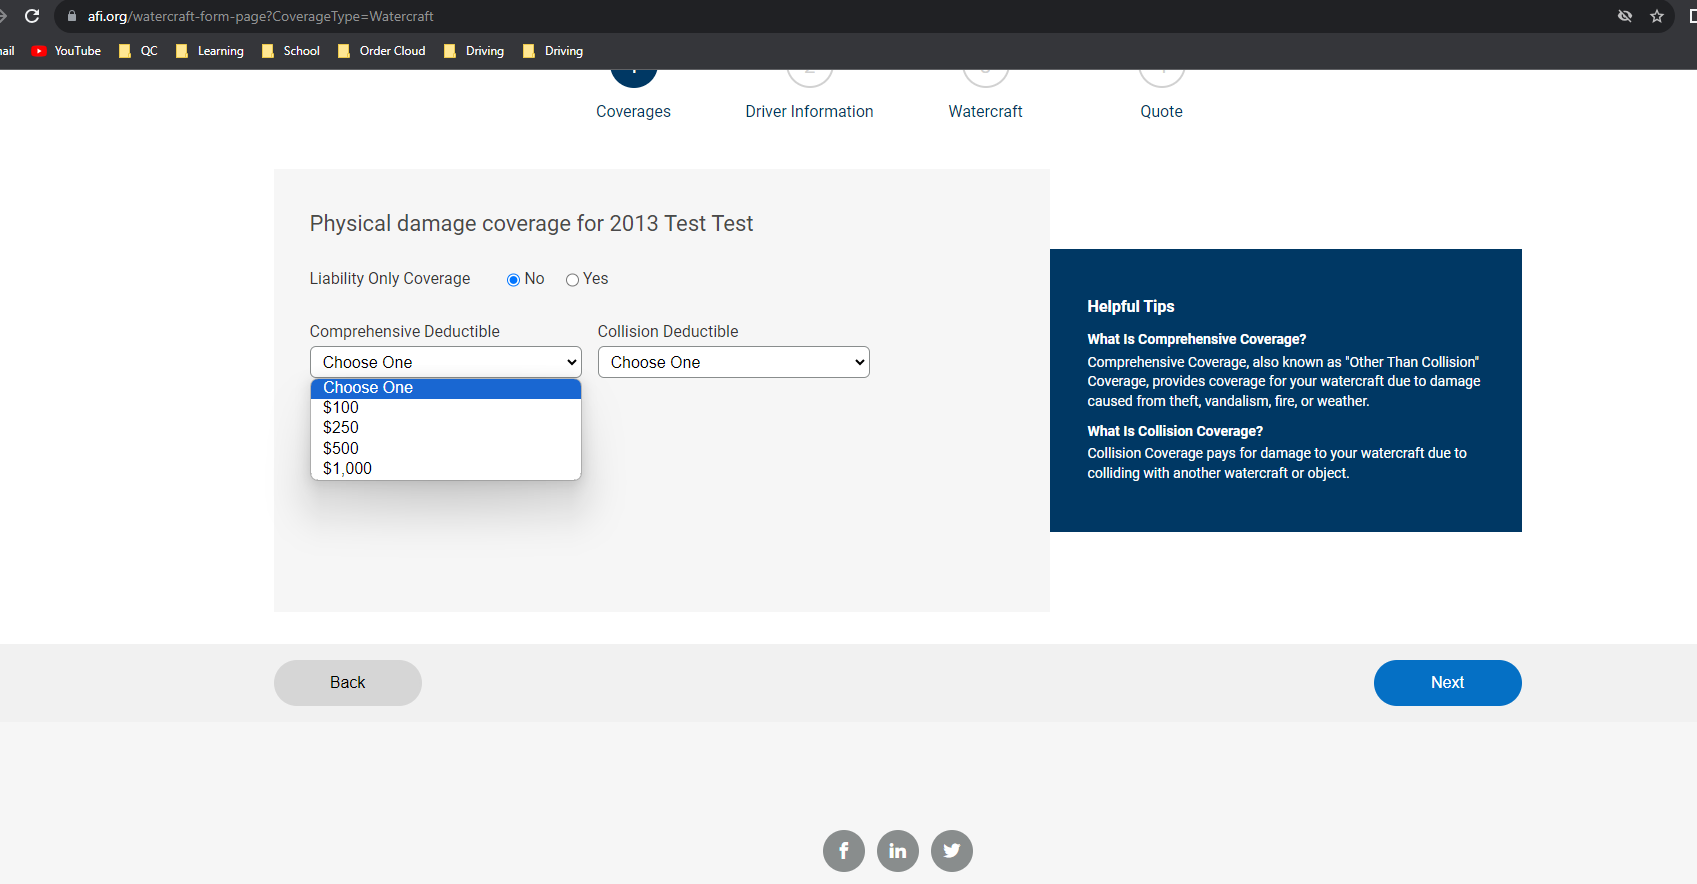 afi.org/watercraft-form-page?CoverageType=Watercraft
YouTube QC Learning School Order Cloud Driving Driving
Coverages Driver Information Watercraft Quote
Physical damage coverage for 2013 Test Test
Liability Only Coverage No Yes
Comprehensive Deductible Collision Deductible
Choose One Choose One
Choose One
$100
$250
$500
$1,000
Helpful Tips
What Is Comprehensive Coverage?
Comprehensive Coverage, also known as "Other Than Collision"
Coverage, provides coverage for your watercraft due to damage
caused from theft, vandalism, fire, or weather.
What Is Collision Coverage?
Collision Coverage pays for damage to your watercraft due to
colliding with another watercraft or object.
Back Next
f in